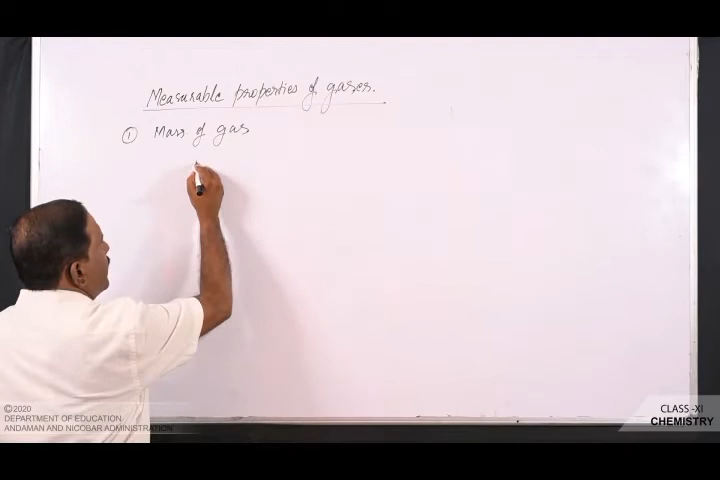 Measurable properties of gases.
① Mass of gas
©2020
DEPARTMENT OF EDUCATION
ANDAMAN AND NICOBAR ADMINISTRATION
CLASS -XI
CHEMISTRY